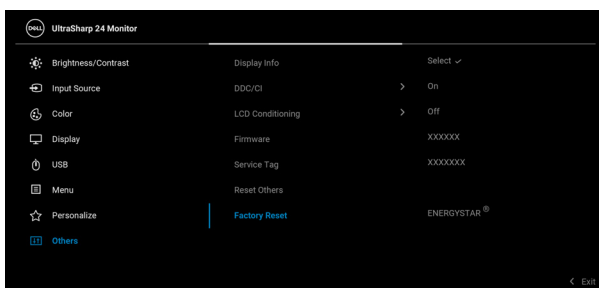 DELL UltraSharp 24 Monitor
Brightness/Contrast Display Info Select ✓
Input Source DDC/CI > On
Color LCD Conditioning > Off
Display Firmware XXXXXX
USB Service Tag XXXXXXX
Menu Reset Others
Personalize Factory Reset ENERGYSTAR ®
Others
< Exit